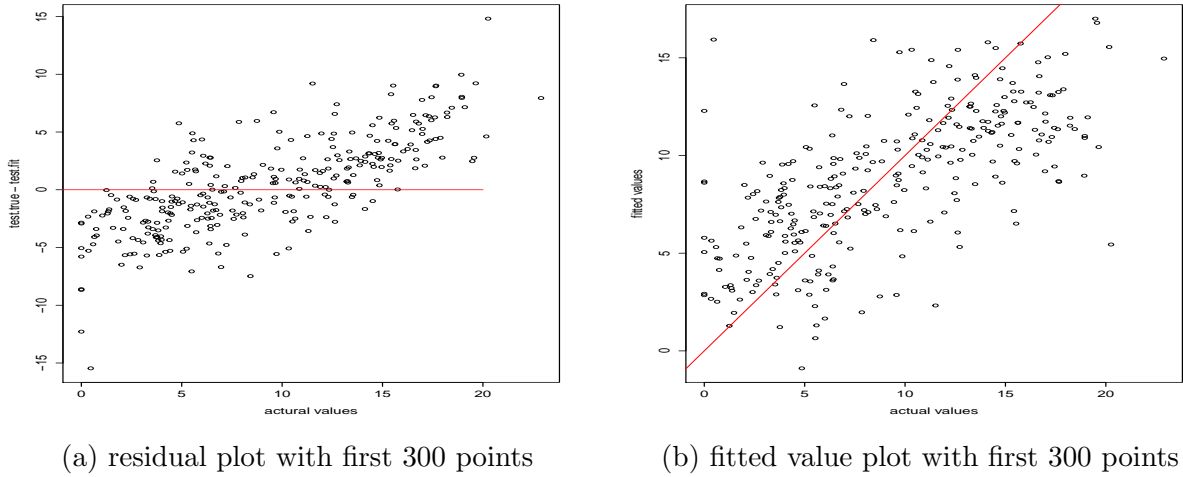 15
10
5
0
−5
−10
−15
test.true − test.fit
0 5 10 15 20
actural values
15
10
5
0
fitted values
0 5 10 15 20
actual values
(a) residual plot with first 300 points
(b) fitted value plot with first 300 points